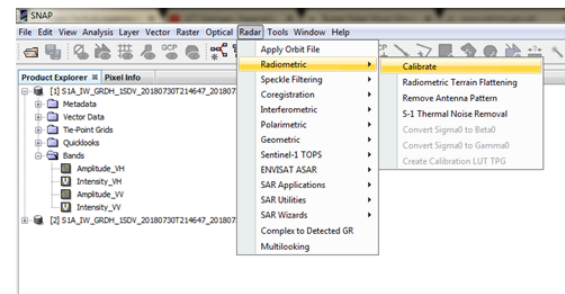 SNAP
File Edit View Analysis Layer Vector Raster Optical Radar Tools Window Help
GCP
Product Explorer Pixel Info
[1] S1A_IW_GRDH_1SDV_20180730T214647_20180
Metadata
Vector Data
Tie-Point Grids
Quicklooks
Bands
Amplitude_VH
Intensity_VH
Amplitude_VV
Intensity_VV
[2] S1A_IW_GRDH_1SDV_20180730T214647_20180
Apply Orbit File
Radiometric
Speckle Filtering
Coregistration
Interferometric
Polarimetric
Geometric
Sentinel-1 TOPS
ENVISAT ASAR
SAR Applications
SAR Utilities
SAR Wizards
Complex to Detected GR
Multilooking
Calibrate
Radiometric Terrain Flattening
Remove Antenna Pattern
S-1 Thermal Noise Removal
Convert Sigma0 to Beta0
Convert Sigma0 to Gamma0
Create Calibration LUT TPG